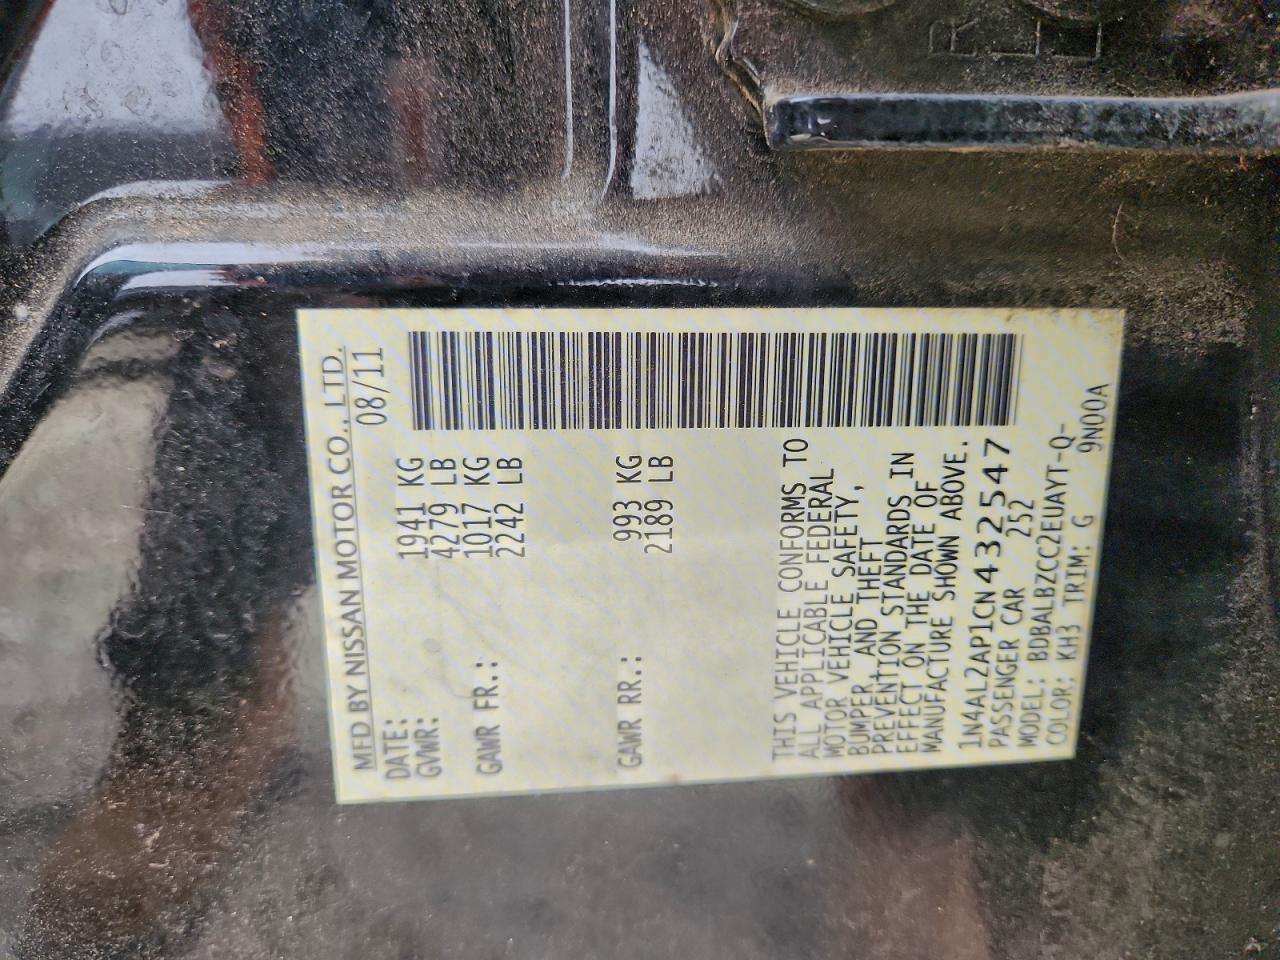 MFD BY NISSAN MOTOR CO., LTD.
DATE: 08/11
GVWR: 1941 KG
4279 LB
GAWR FR.: 1017 KG
2242 LB
GAWR RR.: 993 KG
2189 LB
THIS VEHICLE CONFORMS TO
ALL APPLICABLE FEDERAL
MOTOR VEHICLE SAFETY,
BUMPER, AND THEFT
PREVENTION STANDARDS IN
EFFECT ON THE DATE OF
MANUFACTURE SHOWN ABOVE.
1N4AL2AP1CN432547
PASSENGER CAR 252
MODEL: BDBALBZCC2EUAYT-Q-
COLOR: KH3 TRIM: G 9N00A